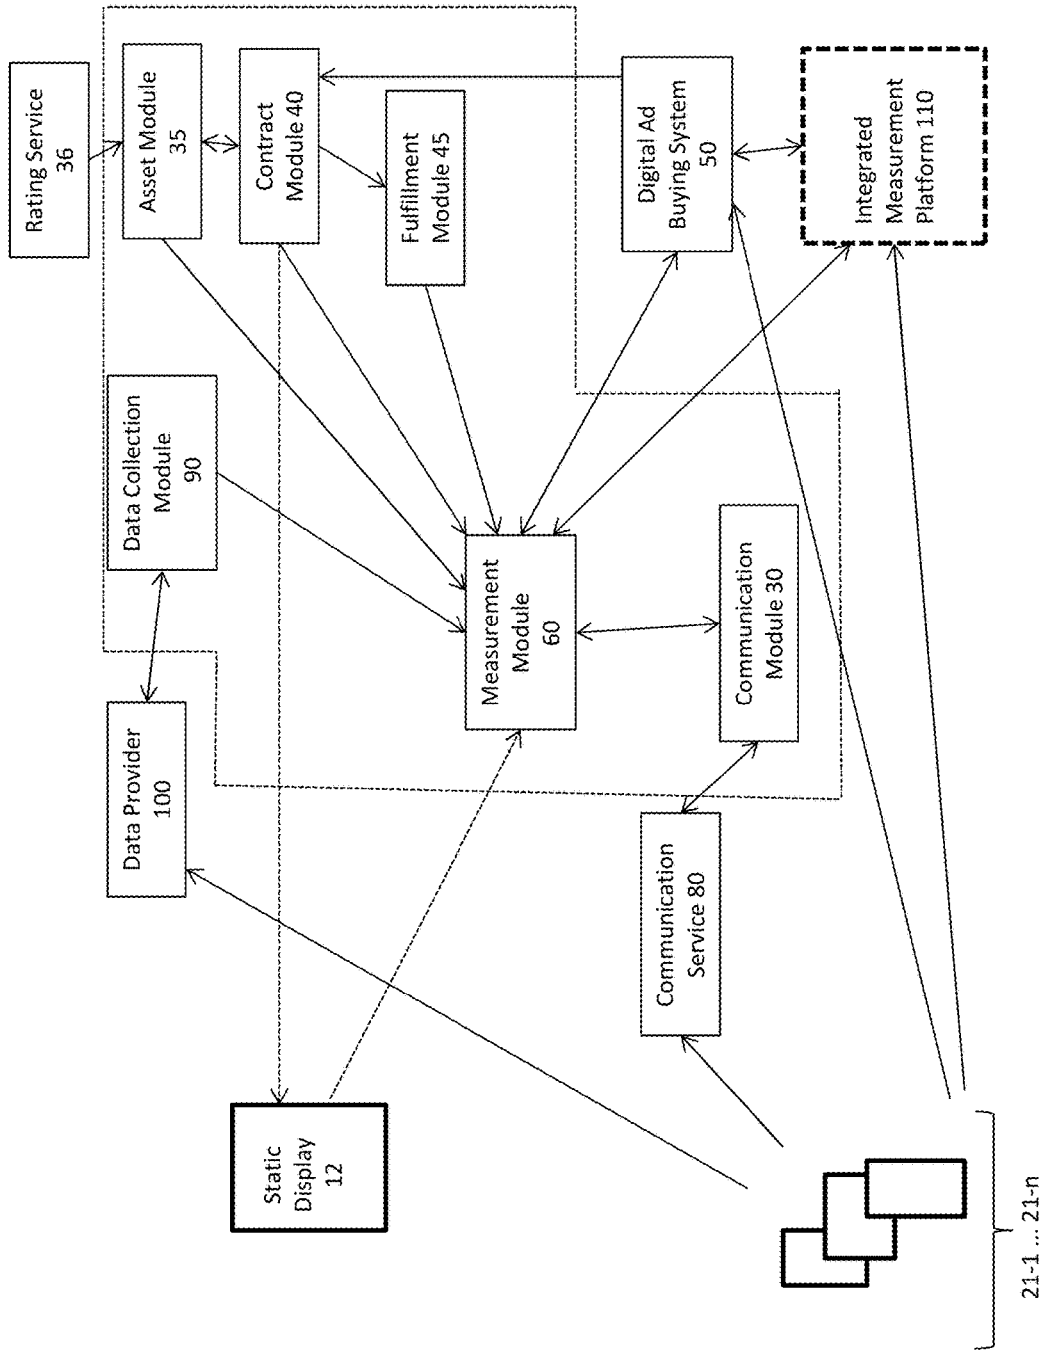 Rating Service
36
Asset Module
35
Contract
Module 40
Fulfillment
Module 45
Digital Ad
Buying System
50
Integrated
Measurement
Platform 110
Data Collection
Module
90
Measurement
Module
60
Communication
Module 30
Data Provider
100
Communication
Service 80
Static
Display
12
21-1 ... 21-n